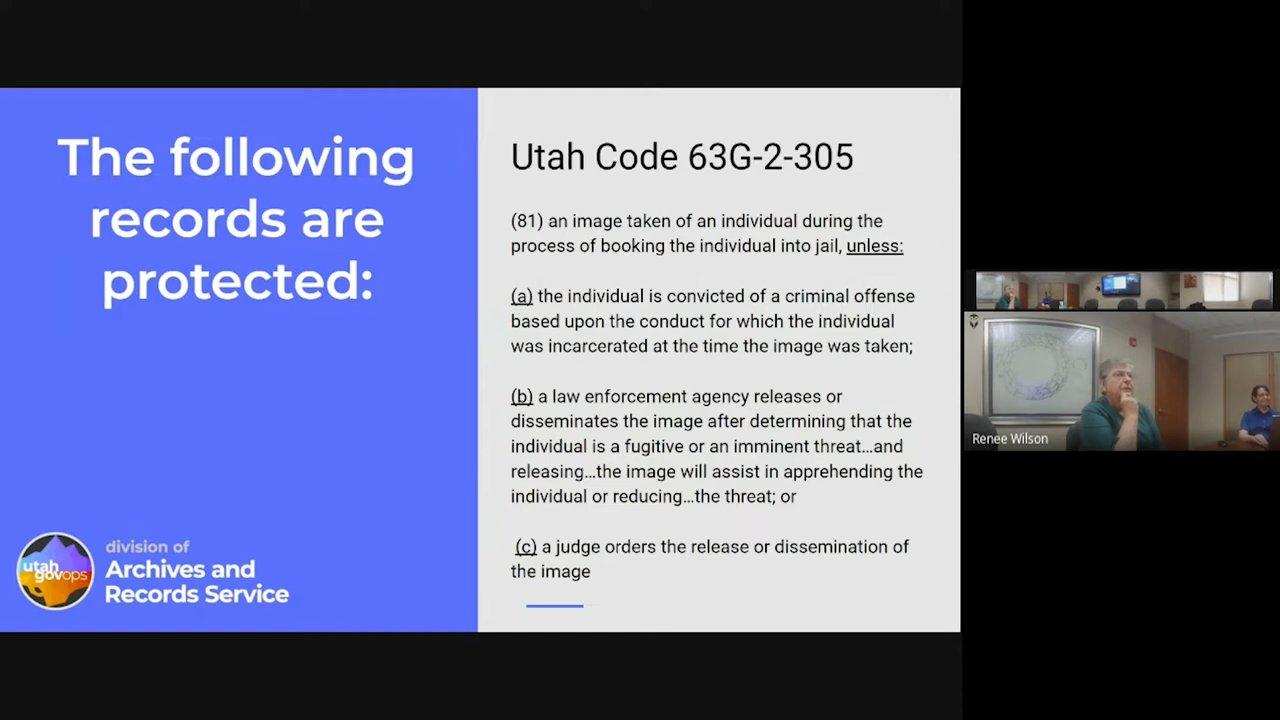 The following
records are
protected:
utah
govops
division of
Archives and
Records Service
Utah Code 63G-2-305
(81) an image taken of an individual during the
process of booking the individual into jail, unless:
(a) the individual is convicted of a criminal offense
based upon the conduct for which the individual
was incarcerated at the time the image was taken;
(b) a law enforcement agency releases or
disseminates the image after determining that the
individual is a fugitive or an imminent threat…and
releasing…the image will assist in apprehending the
individual or reducing…the threat; or
(c) a judge orders the release or dissemination of
the image
Renee Wilson